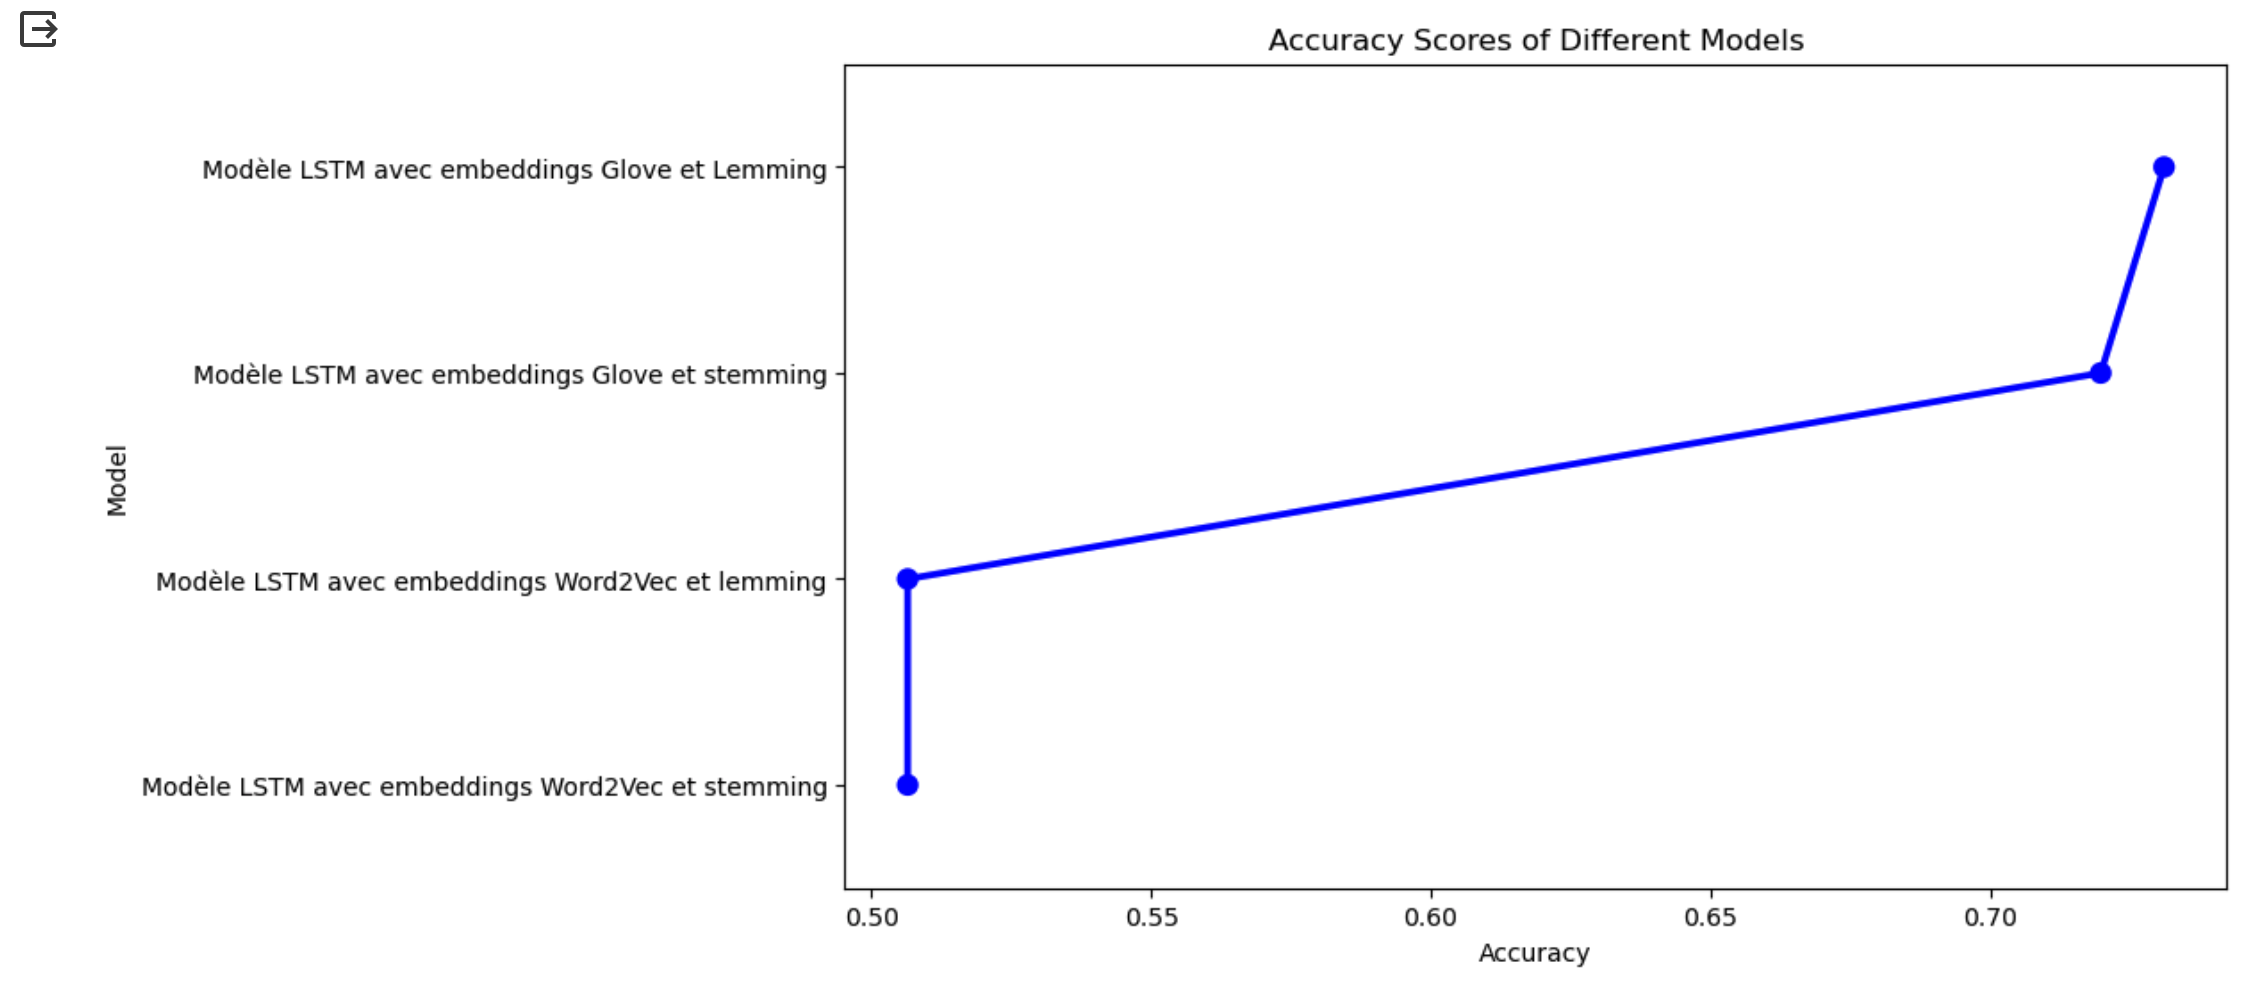 Accuracy Scores of Different Models
Modèle LSTM avec embeddings Glove et Lemming
Modèle LSTM avec embeddings Glove et stemming
Model
Modèle LSTM avec embeddings Word2Vec et lemming
Modèle LSTM avec embeddings Word2Vec et stemming
0.50 0.55 0.60 0.65 0.70
Accuracy